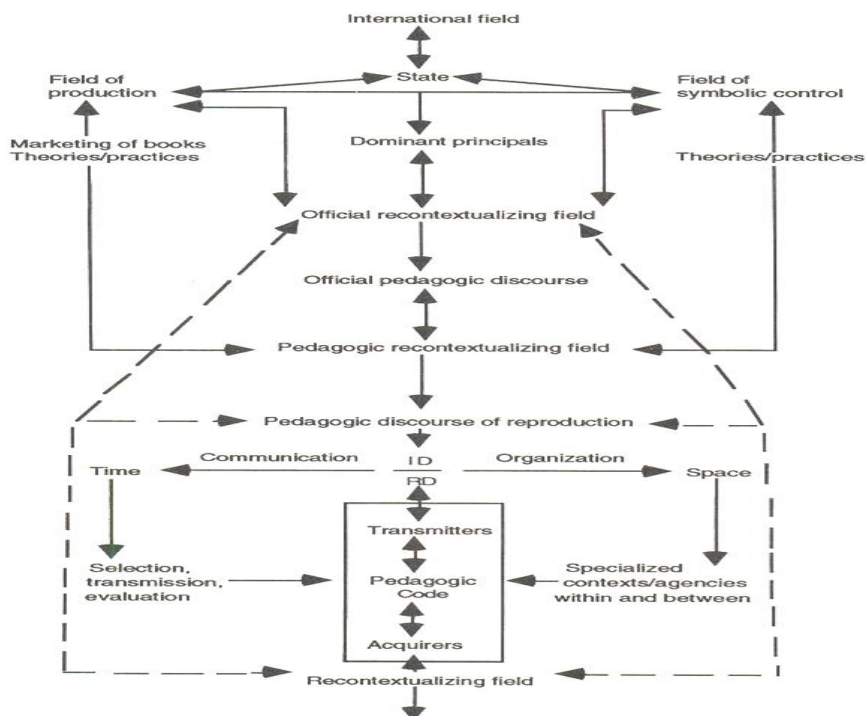 International field
Field of
production
State
Field of
symbolic control
Marketing of books
Theories/practices
Dominant principals
Theories/practices
Official recontextualizing field
Official pedagogic discourse
Pedagogic recontextualizing field
Pedagogic discourse of reproduction
Time
Communication
ID
RD
Organization
Space
Transmitters
Selection,
transmission,
evaluation
Pedagogic
Code
Specialized
contexts/agencies
within and between
Acquirers
Recontextualizing field